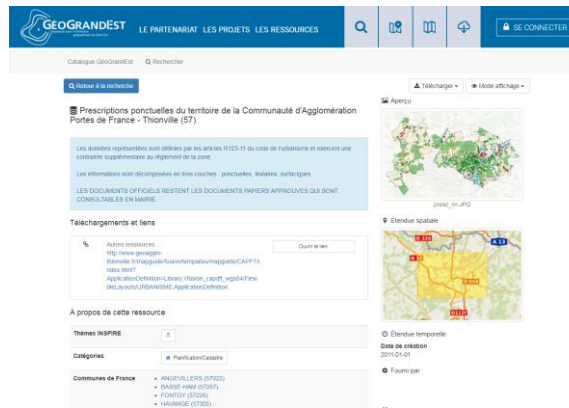 GÉOGRANDEST
LE PARTENARIAT LES PROJETS LES RESSOURCES
SE CONNECTER
Catalogue GéoGrandEst
Rechercher
Retour à la recherche
Télécharger
Mode affichage
Prescriptions ponctuelles du territoire de la Communauté d'Agglomération
Portes de France - Thionville (57)
Les données représentées sont définies par les articles R123-11 du code de l'urbanisme et exercent une
contrainte supplémentaire au règlement de la zone.
Les informations sont décomposées en trois couches : ponctuelles, linéaires, surfaciques.
LES DOCUMENTS OFFICIELS RESTENT LES DOCUMENTS PAPIERS APPROUVES QUI SONT
CONSULTABLES EN MAIRIE
Téléchargements et liens
Autres ressources
Ouvrir le lien
À propos de cette ressource
Thèmes INSPIRE
Catégories
Planification/Cadastre
Communes de France
ANGEVILLERS (57022)
BASSE-HAM (57287)
FONTOY (57226)
HAVANGE (57305)
Aperçu
Étendue spatiale
A 13
Étendue temporelle
Date de création
2011-01-01
Fourni par